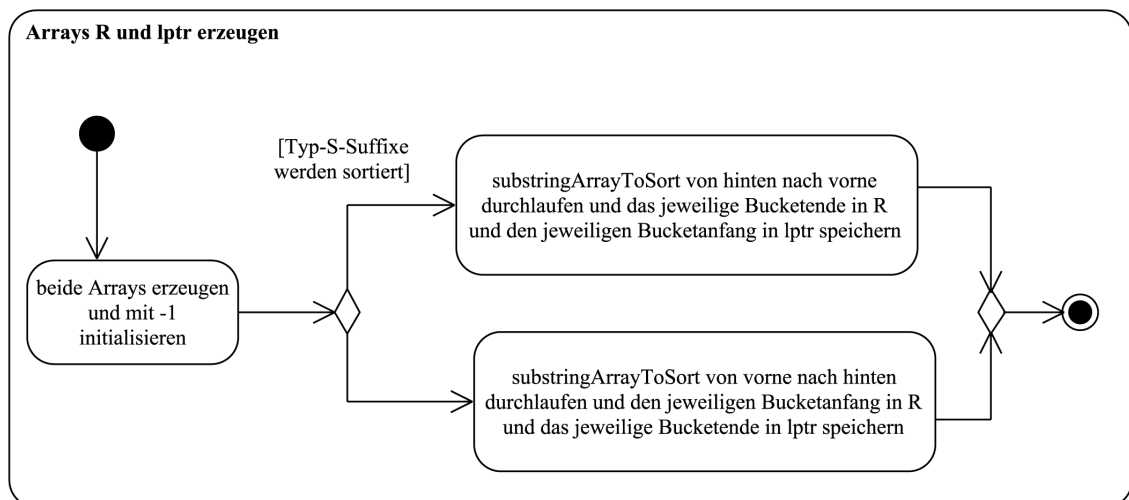 Arrays R und lptr erzeugen
[Typ-S-Suffixe
werden sortiert]
substringArrayToSort von hinten nach vorne
durchlaufen und das jeweilige Bucketende in R
und den jeweiligen Bucketanfang in lptr speichern
beide Arrays erzeugen
und mit -1
initialisieren
substringArrayToSort von vorne nach hinten
durchlaufen und den jeweiligen Bucketanfang in R
und das jeweilige Bucketende in lptr speichern